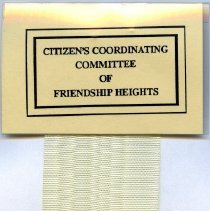 CITIZEN'S COORDINATING
COMMITTEE
OF
FRIENDSHIP HEIGHTS